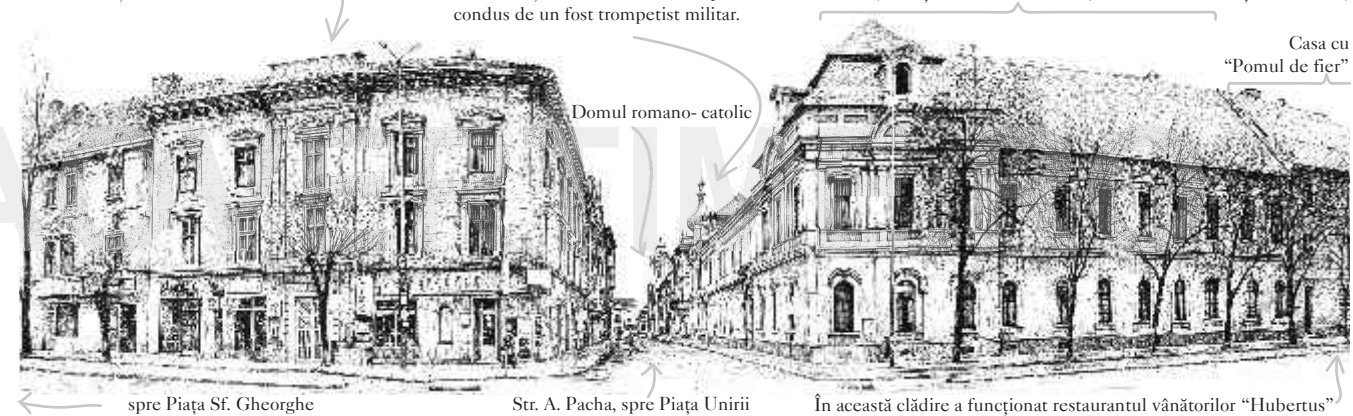 condus de un fost trompetist militar.
Casa cu
“Pomul de fier”
Domul romano- catolic
spre Piața Sf. Gheorghe
Str. A. Pacha, spre Piața Unirii
În această clădire a funcționat restaurantul vânătorilor “Hubertus”